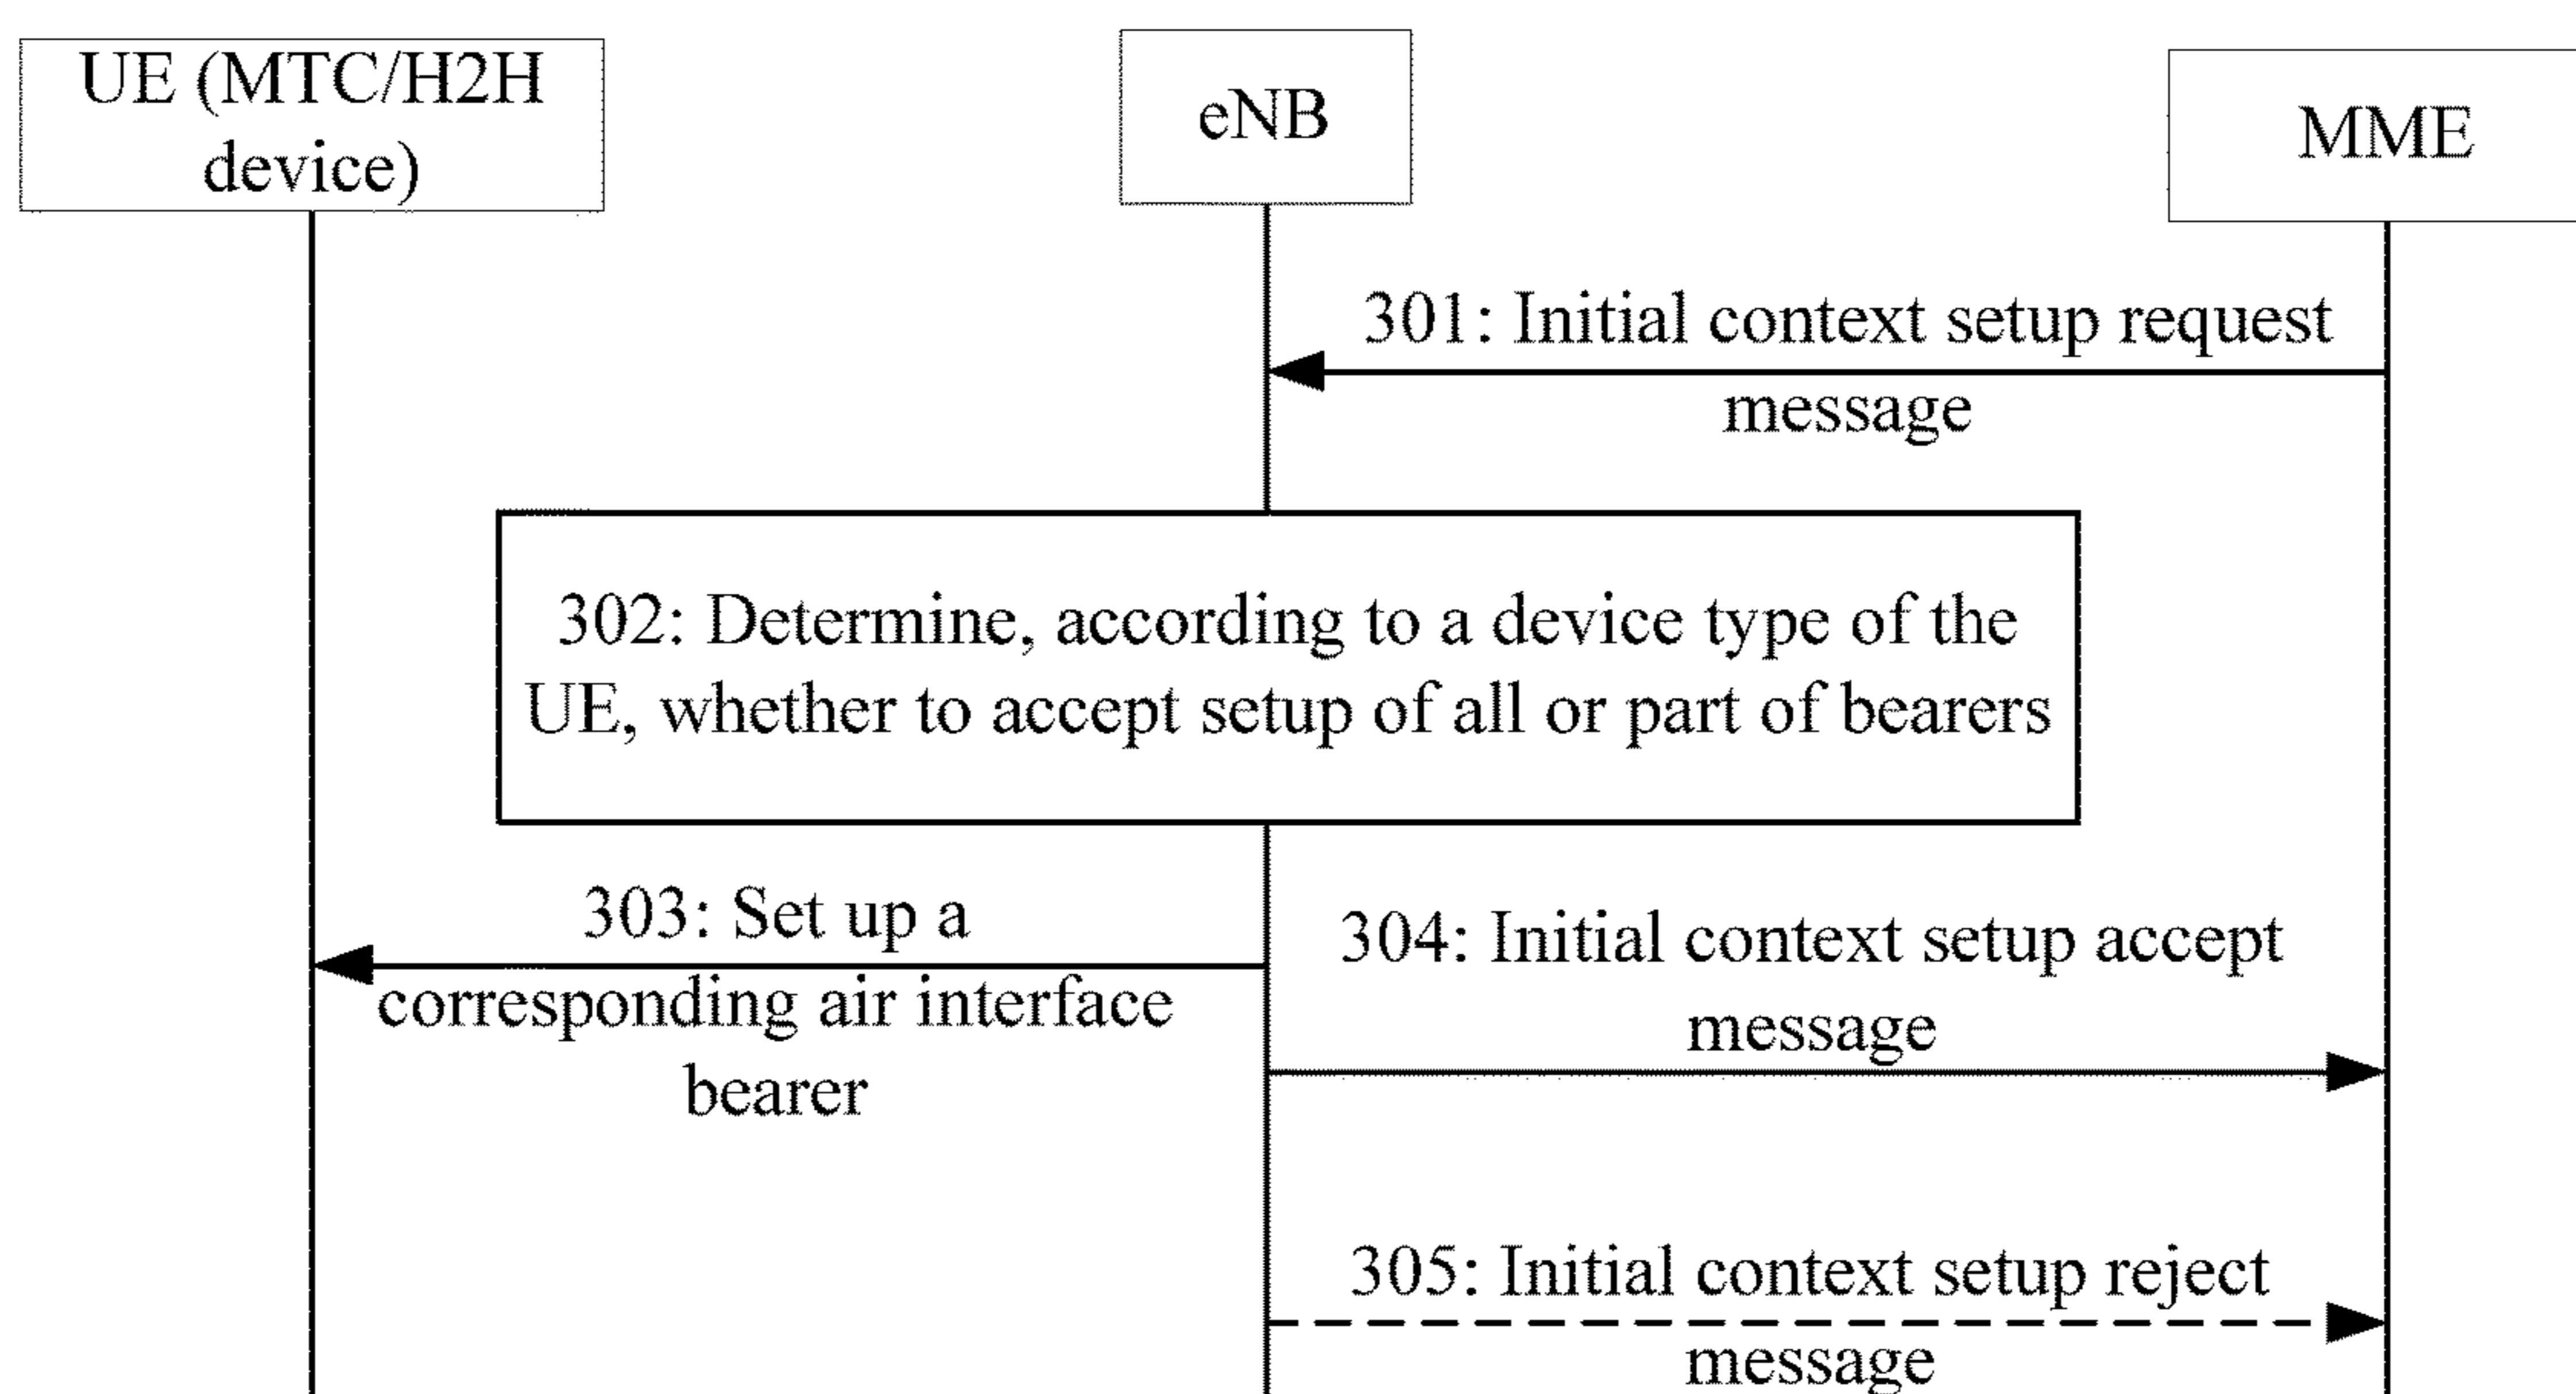 UE (MTC/H2H
device)
eNB
MME
301: Initial context setup request
message
302: Determine, according to a device type of the
UE, whether to accept setup of all or part of bearers
303: Set up a
corresponding air interface
bearer
304: Initial context setup accept
message
305: Initial context setup reject
message